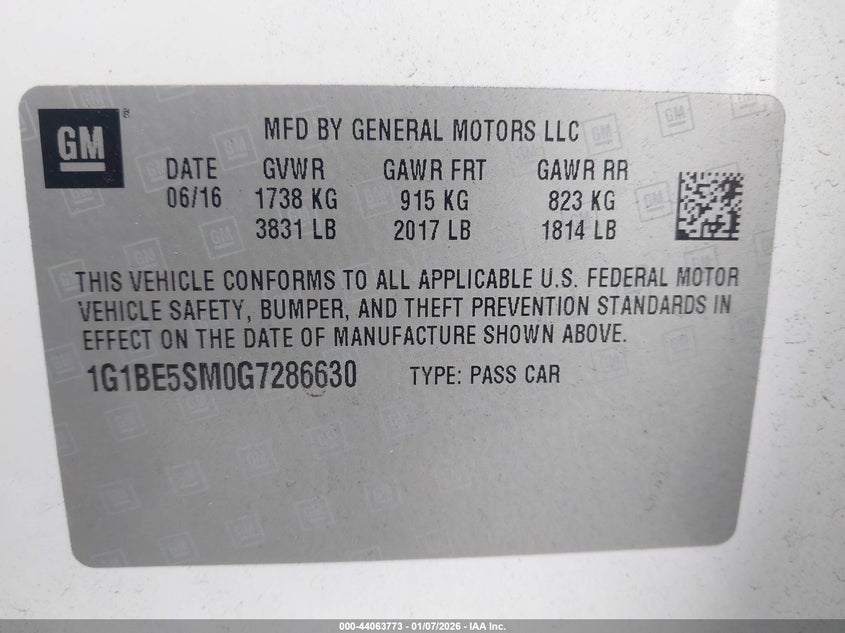 GM
®
MFD BY GENERAL MOTORS LLC
DATE GVWR GAWR FRT GAWR RR
06/16 1738 KG 915 KG 823 KG
3831 LB 2017 LB 1814 LB
THIS VEHICLE CONFORMS TO ALL APPLICABLE U.S. FEDERAL MOTOR
VEHICLE SAFETY, BUMPER, AND THEFT PREVENTION STANDARDS IN
EFFECT ON THE DATE OF MANUFACTURE SHOWN ABOVE.
1G1BE5SM0G7286630 TYPE: PASS CAR
000-44063773 | 01/07/2026 - IAA Inc.